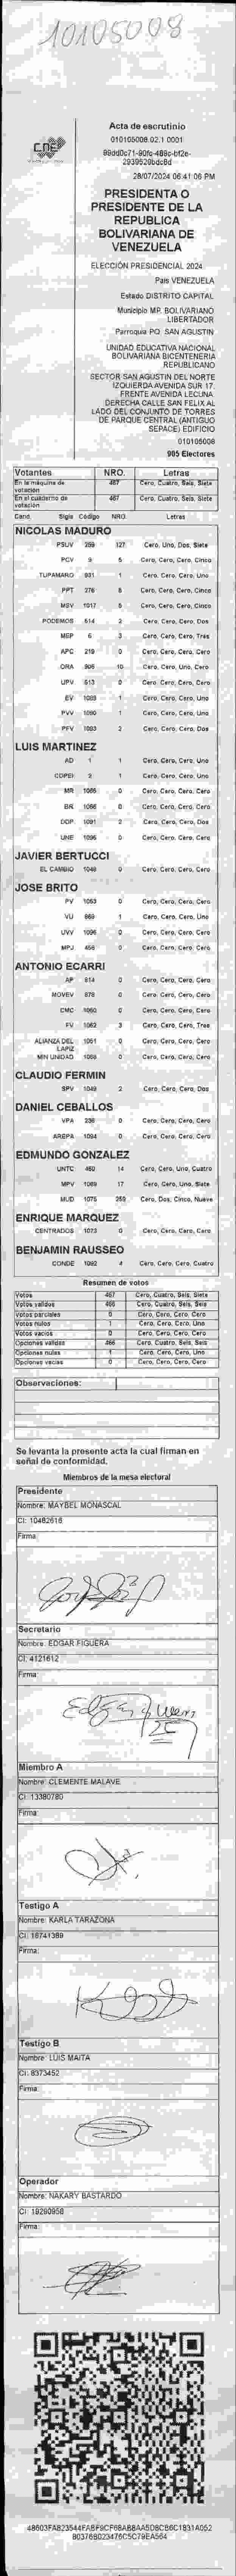 10105008
CNE
Acta de escrutinio
010105008.02.1.0001
28/07/2024 06:41:06 PM
PRESIDENTA O
PRESIDENTE DE LA
REPUBLICA
BOLIVARIANA DE
VENEZUELA
ELECCIÓN PRESIDENCIAL 2024
Pais VENEZUELA
Estado DISTRITO CAPITAL
Municipio MP. BOLIVARIANO
LIBERTADOR
Parroquia PQ. SAN AGUSTIN
UNIDAD EDUCATIVA NACIONAL
BOLIVARIANA BICENTENERIA
REPUBLICANO
SECTOR SAN AGUSTIN DEL NORTE
IZQUIERDA AVENIDA SUR 17.
FRENTE AVENIDA LECUNA.
DERECHA CALLE SAN FELIX AL
LADO DEL CONJUNTO DE TORRES
DE PARQUE CENTRAL (ANTIGUO
SEPACE) EDIFICIO
010105008
905 Electores
Votantes NRO. Letras
En la máquina de votación 467 Cero, Cuatro, Seis, Siete
En el cuaderno de votación 467 Cero, Cuatro, Seis, Siete
Cand. Sigla Código NRO. Letras
NICOLAS MADURO
PSUV 259 127 Cero, Uno, Dos, Siete
PCV 9 5 Cero, Cero, Cero, Cinco
TUPAMARO 931 1 Cero, Cero, Cero, Uno
PPT 276 5 Cero, Cero, Cero, Cinco
MSV 1017 5 Cero, Cero, Cero, Cinco
PODEMOS 514 2 Cero, Cero, Cero, Dos
MEP 6 3 Cero, Cero, Cero, Tres
APC 219 0 Cero, Cero, Cero, Cero
ORA 906 10 Cero, Cero, Uno, Cero
UPV 513 0 Cero, Cero, Cero, Cero
EV 1003 1 Cero, Cero, Cero, Uno
PVV 1080 1 Cero, Cero, Cero, Uno
PFV 1083 2 Cero, Cero, Cero, Dos
LUIS MARTINEZ
AD 1 1 Cero, Cero, Cero, Uno
COPEI 2 1 Cero, Cero, Cero, Uno
MR 1065 0 Cero, Cero, Cero, Cero
BR 1056 0 Cero, Cero, Cero, Cero
DDP 1091 2 Cero, Cero, Cero, Dos
UNE 1096 0 Cero, Cero, Cero, Cero
JAVIER BERTUCCI
EL CAMBIO 1048 0 Cero, Cero, Cero, Cero
JOSE BRITO
PV 1053 0 Cero, Cero, Cero, Cero
VU 869 1 Cero, Cero, Cero, Uno
UVV 1096 0 Cero, Cero, Cero, Cero
MPJ 456 0 Cero, Cero, Cero, Cero
ANTONIO ECARRI
AP 814 0 Cero, Cero, Cero, Cero
MOVEV 878 0 Cero, Cero, Cero, Cero
CMC 1060 0 Cero, Cero, Cero, Cero
FV 1062 3 Cero, Cero, Cero, Tres
ALIANZA DEL LAPIZ 1051 0 Cero, Cero, Cero, Cero
MIN UNIDAD 1058 0 Cero, Cero, Cero, Cero
CLAUDIO FERMIN
SPV 1049 2 Cero, Cero, Cero, Dos
DANIEL CEBALLOS
VPA 238 0 Cero, Cero, Cero, Cero
AREPA 1094 0 Cero, Cero, Cero, Cero
EDMUNDO GONZALEZ
UNTC 460 14 Cero, Cero, Uno, Cuatro
MPV 1069 17 Cero, Cero, Uno, Siete
MUD 1075 259 Cero, Dos, Cinco, Nueve
ENRIQUE MARQUEZ
CENTRADOS 1073 0 Cero, Cero, Cero, Cero
BENJAMIN RAUSSEO
CONDE 1092 4 Cero, Cero, Cero, Cuatro
Resumen de votos
Votos 467 Cero, Cuatro, Seis, Siete
Votos validos 466 Cero, Cuatro, Seis, Seis
Votos parciales 0 Cero, Cero, Cero, Cero
Votos nulos 1 Cero, Cero, Cero, Uno
Votos vacios 0 Cero, Cero, Cero, Cero
Opciones validas 466 Cero, Cuatro, Seis, Seis
Opciones nulas 1 Cero, Cero, Cero, Uno
Opciones vacias 0 Cero, Cero, Cero, Cero
Observaciones:
Se levanta la presente acta la cual firman en
señal de conformidad.
Miembros de la mesa electoral
Presidente
Nombre: MAYBEL MONASCAL
CI: 10482616
Firma:
Secretario
Nombre: EDGAR FIGUERA
CI: 4121612
Firma:
Miembro A
Nombre: CLEMENTE MALAVE
CI: 13380780
Firma:
Testigo A
Nombre: KARLA TARAZONA
CI: 16741389
Firma:
Testigo B
Nombre: LUIS MAITA
CI: 8373452
Firma:
Operador
Nombre: NAKARY BASTARDO
CI: 19290956
Firma: